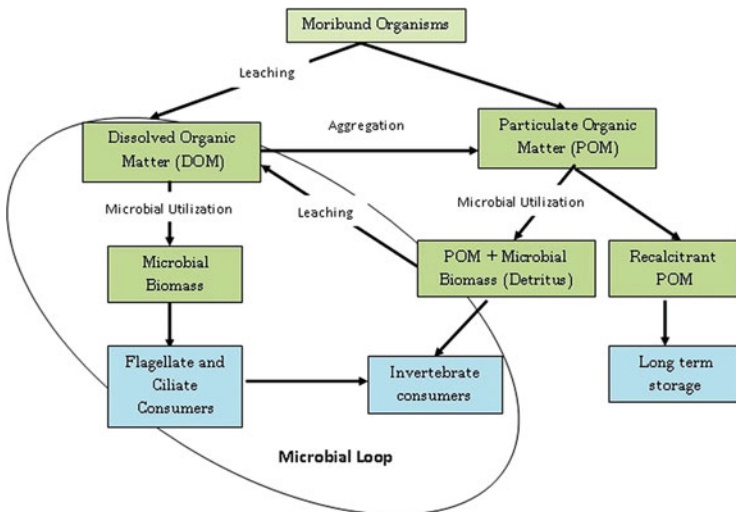 Moribund Organisms
Leaching
Dissolved Organic
Matter (DOM)
Aggregation
Particulate Organic
Matter (POM)
Microbial Utilization
Leaching
Microbial Utilization
Microbial
Biomass
POM + Microbial
Biomass (Detritus)
Recalcitrant
POM
Flagellate and
Ciliate
Consumers
Invertebrate
consumers
Long term
storage
Microbial Loop